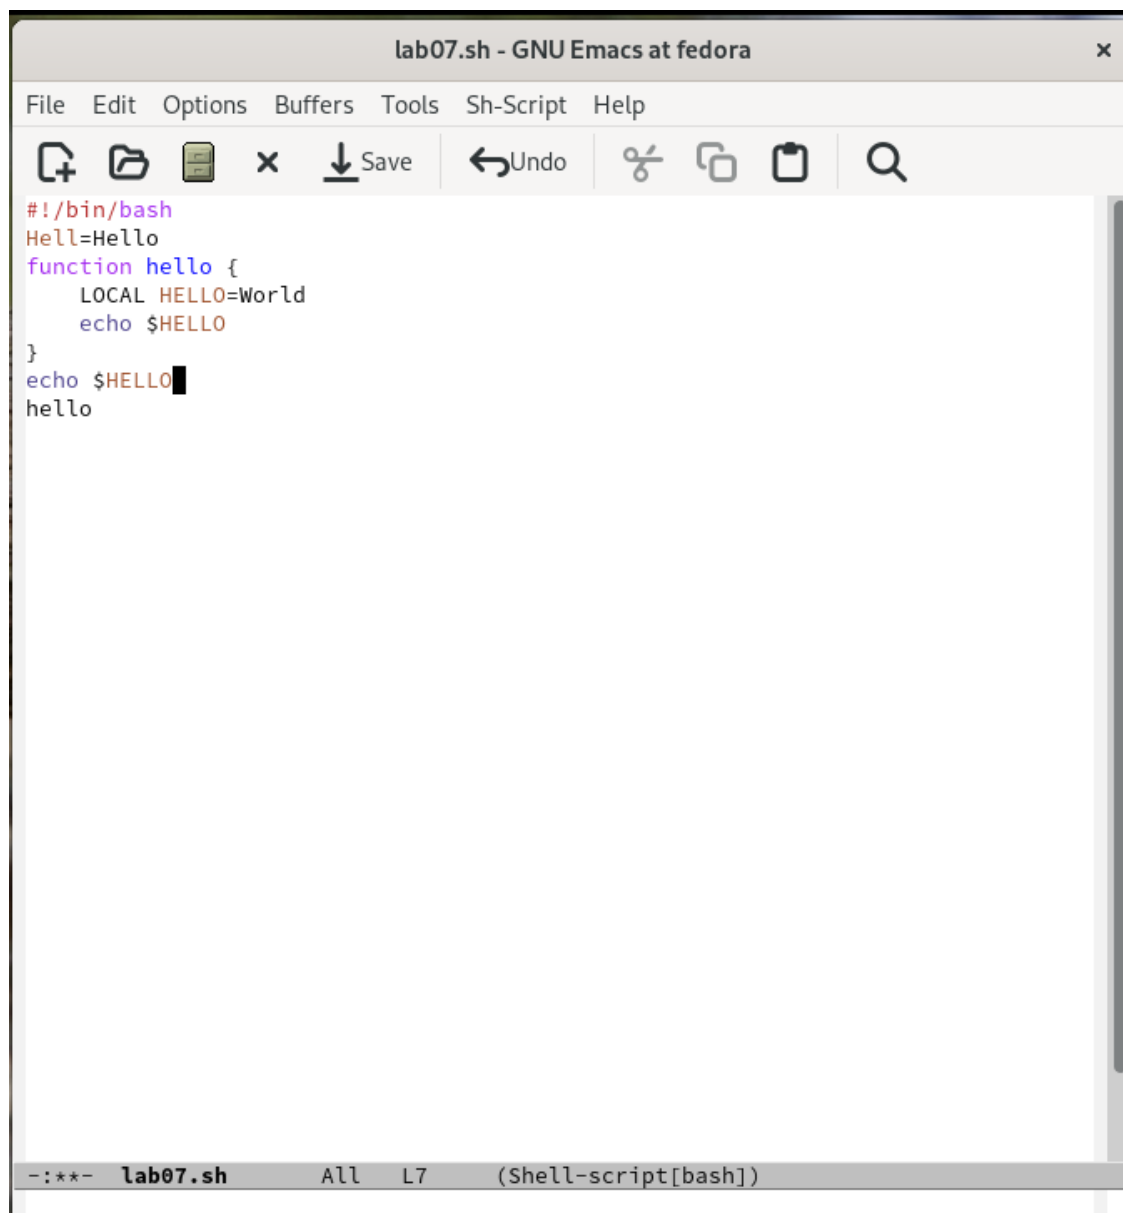 lab07.sh - GNU Emacs at fedora
File Edit Options Buffers Tools Sh-Script Help
Save Undo
#!/bin/bash
Hell=Hello
function hello {
    LOCAL HELLO=World
    echo $HELLO
}
echo $HELLO
hello
-:**- lab07.sh All L7 (Shell-script[bash])